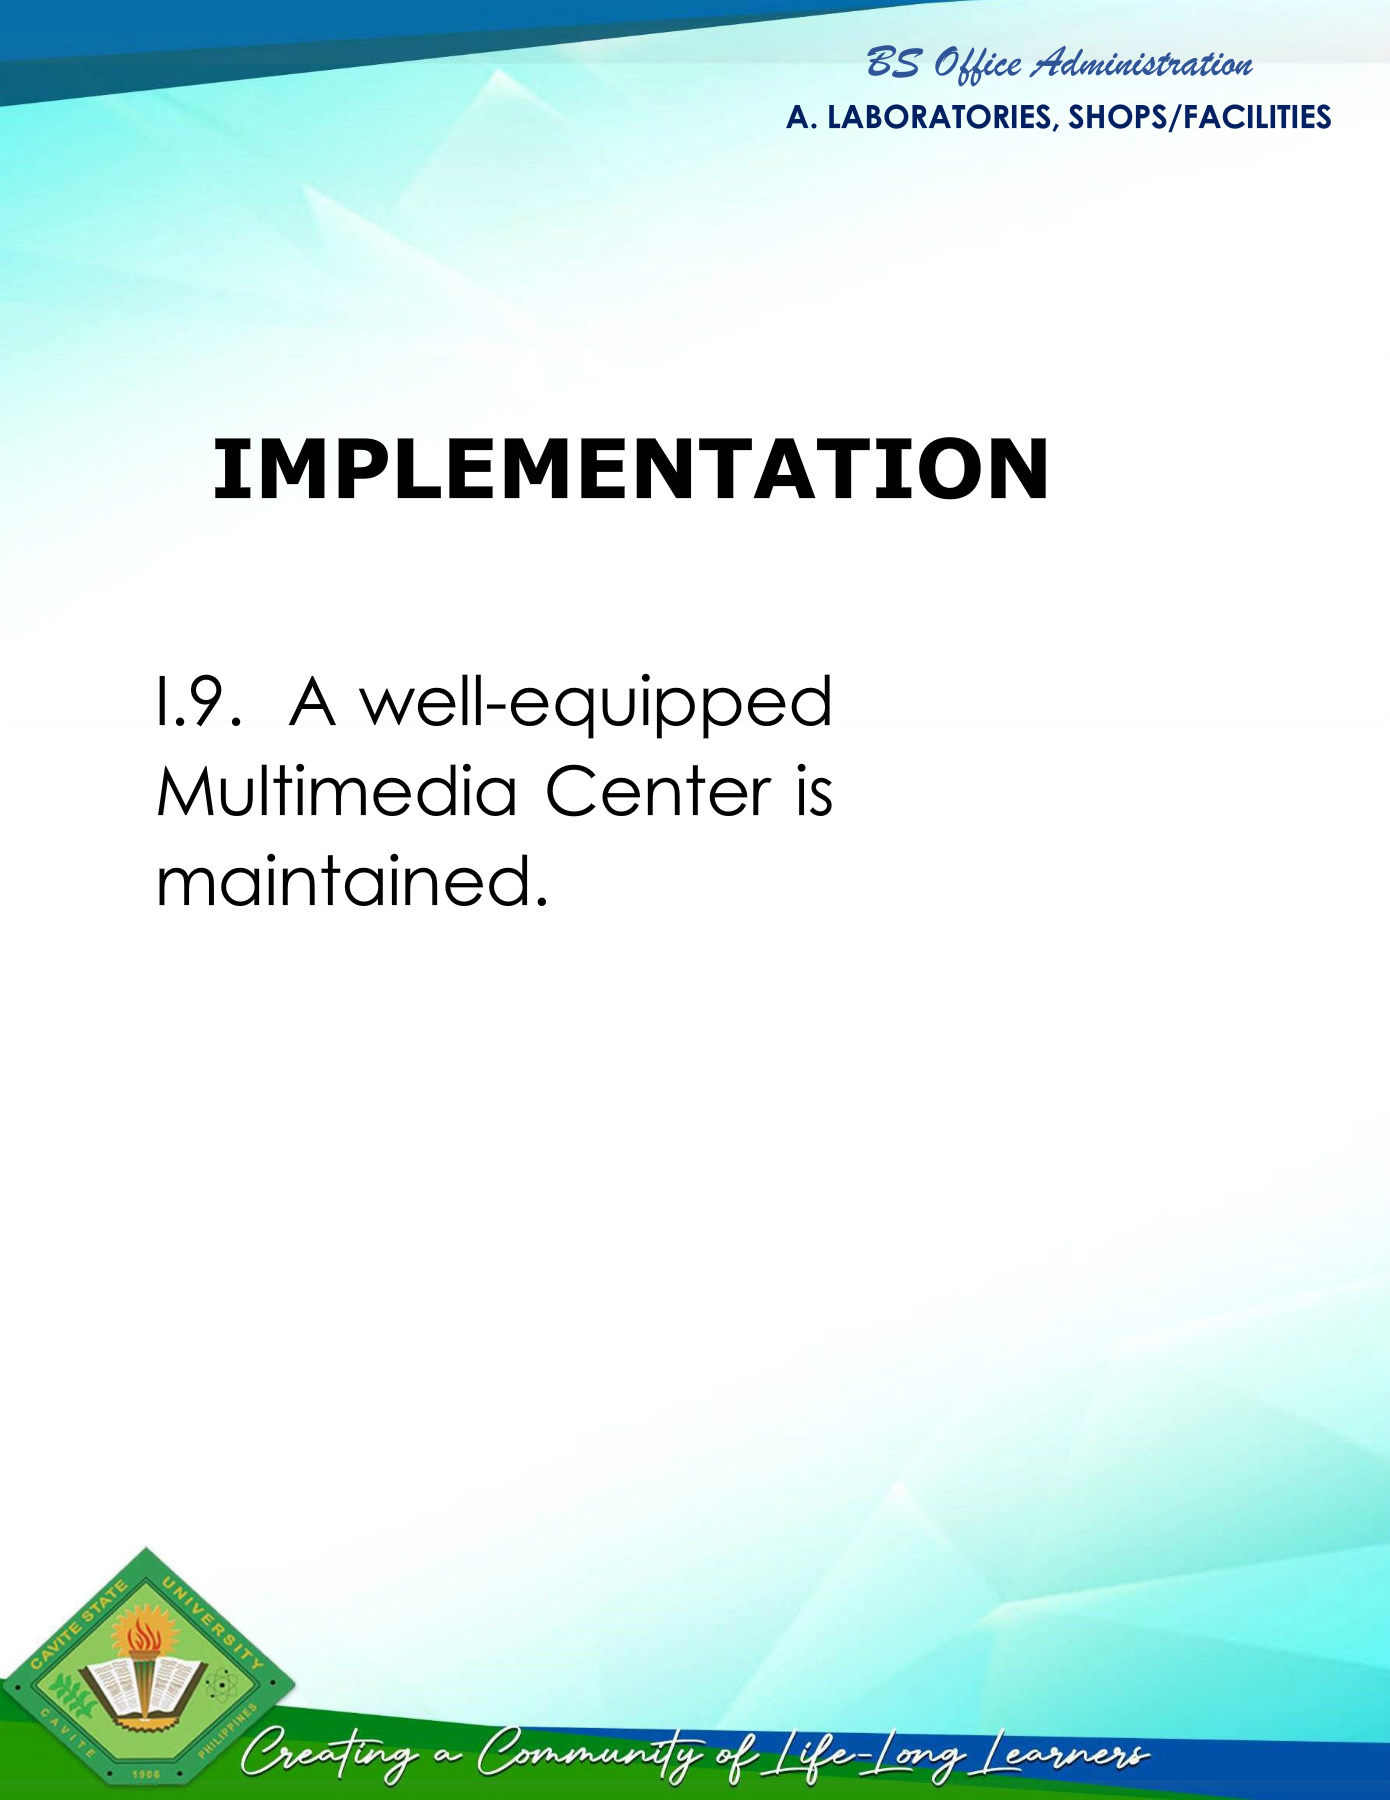 BS Office Administration
A. LABORATORIES, SHOPS/FACILITIES
IMPLEMENTATION
I.9. A well-equipped
Multimedia Center is
maintained.
CAVITE STATE UNIVERSITY
CAVITE
PHILIPPINES
1906
Creating a Community of Life-Long Learners